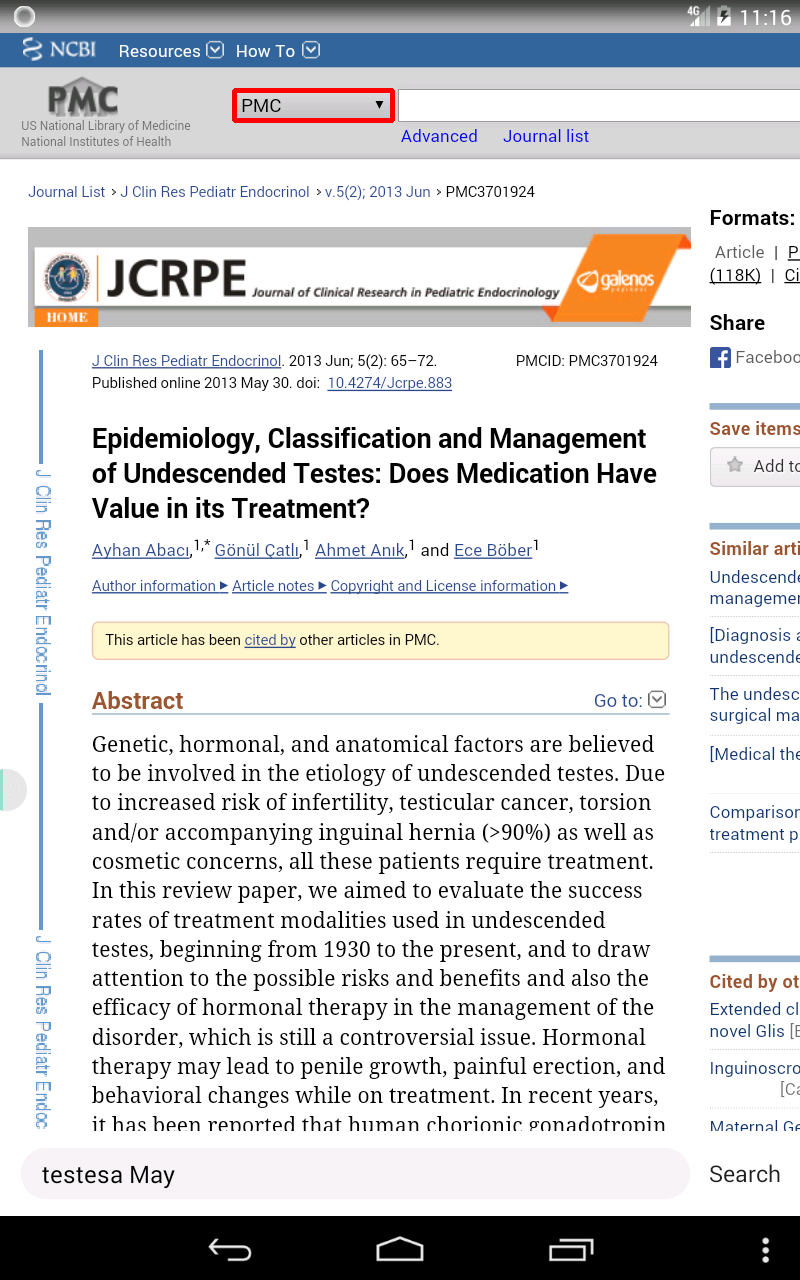 4G 11:16
NCBI Resources How To
PMC
US National Library of Medicine
National Institutes of Health
PMC
Advanced Journal list
Journal List > J Clin Res Pediatr Endocrinol > v.5(2); 2013 Jun > PMC3701924
JCRPE Journal of Clinical Research in Pediatric Endocrinology
galenos
HOME
J Clin Res Pediatr Endocrinol. 2013 Jun; 5(2): 65–72. PMCID: PMC3701924
Published online 2013 May 30. doi: 10.4274/Jcrpe.883
Epidemiology, Classification and Management
of Undescended Testes: Does Medication Have
Value in its Treatment?
Ayhan Abacı,1,* Gönül Çatlı,1 Ahmet Anık,1 and Ece Böber1
Author information ► Article notes ► Copyright and License information ►
This article has been cited by other articles in PMC.
Abstract Go to:
Genetic, hormonal, and anatomical factors are believed
to be involved in the etiology of undescended testes. Due
to increased risk of infertility, testicular cancer, torsion
and/or accompanying inguinal hernia (>90%) as well as
cosmetic concerns, all these patients require treatment.
In this review paper, we aimed to evaluate the success
rates of treatment modalities used in undescended
testes, beginning from 1930 to the present, and to draw
attention to the possible risks and benefits and also the
efficacy of hormonal therapy in the management of the
disorder, which is still a controversial issue. Hormonal
therapy may lead to penile growth, painful erection, and
behavioral changes while on treatment. In recent years,
it has been reported that human chorionic gonadotropin
J Clin Res Pediatr Endocrinol
J Clin Res Pediatr Endoc
Formats:
Article | P
(118K) | Ci
Share
Faceboo
Save items
Add to
Similar arti
Undescende
managemen
[Diagnosis a
undescende
The undesc
surgical ma
[Medical the
Comparison
treatment p
Cited by ot
Extended cl
novel Glis [E
Inguinoscro
[Ca
Maternal Ge
testesa May
Search